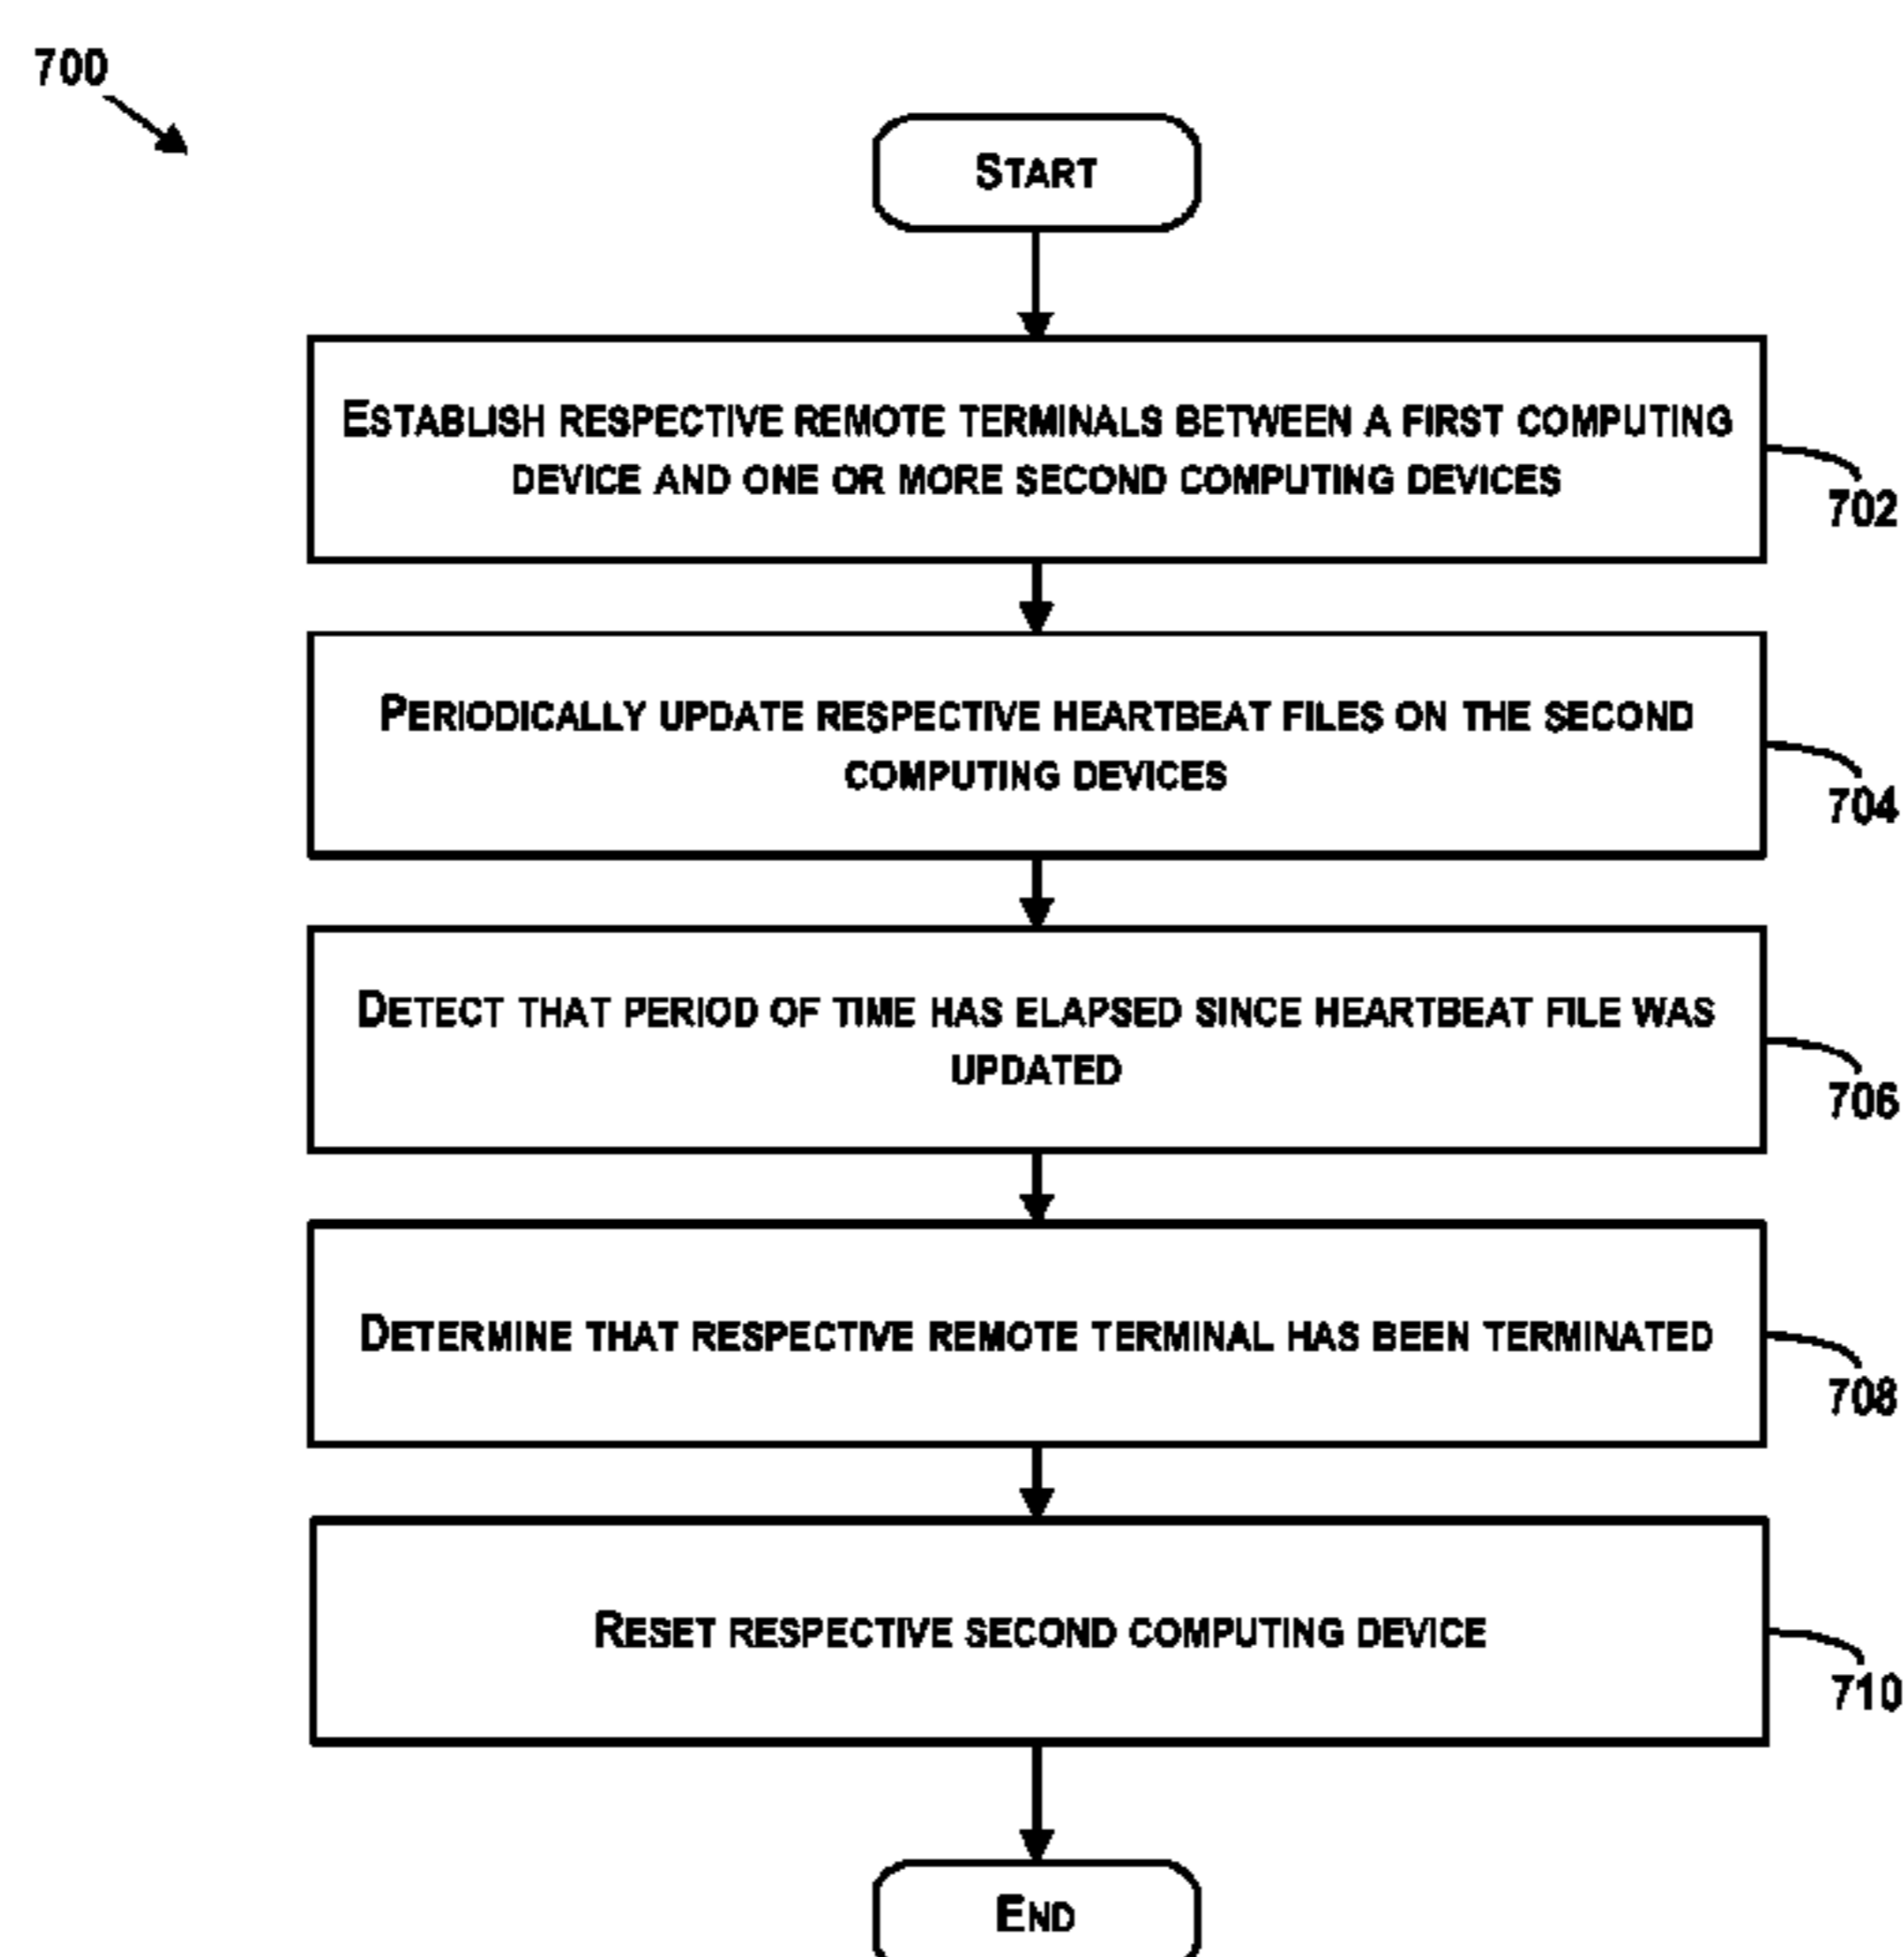 700
START
ESTABLISH RESPECTIVE REMOTE TERMINALS BETWEEN A FIRST COMPUTING
DEVICE AND ONE OR MORE SECOND COMPUTING DEVICES
702
PERIODICALLY UPDATE RESPECTIVE HEARTBEAT FILES ON THE SECOND
COMPUTING DEVICES
704
DETECT THAT PERIOD OF TIME HAS ELAPSED SINCE HEARTBEAT FILE WAS
UPDATED
706
DETERMINE THAT RESPECTIVE REMOTE TERMINAL HAS BEEN TERMINATED
708
RESET RESPECTIVE SECOND COMPUTING DEVICE
710
END